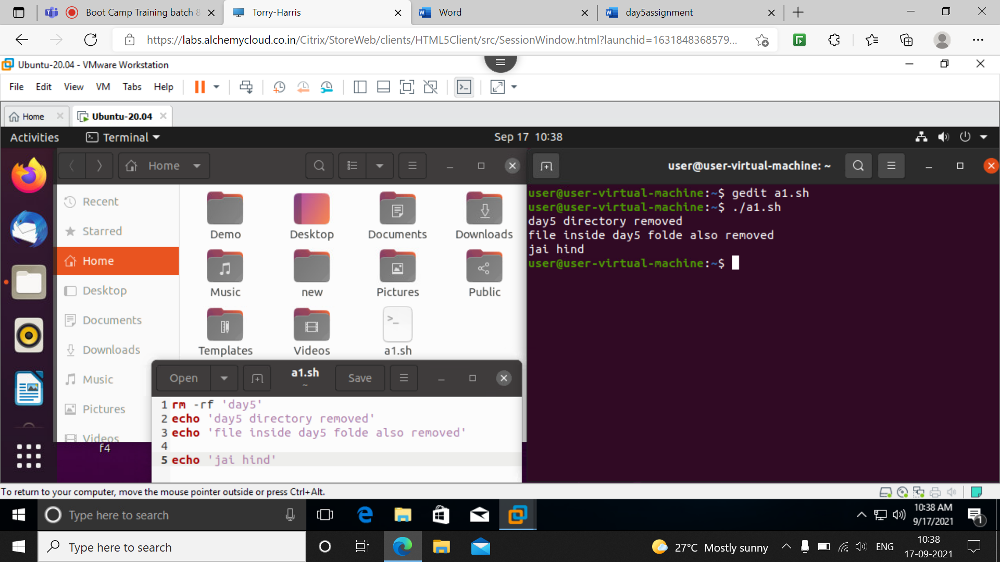 Boot Camp Training batch 8
Torry-Harris
Word
day5assignment
https://labs.alchemycloud.co.in/Citrix/StoreWeb/clients/HTML5Client/src/SessionWindow.html?launchid=1631848368579...
Ubuntu-20.04 - VMware Workstation
File Edit View VM Tabs Help
Home
Ubuntu-20.04
Activities
Terminal
Sep 17 10:38
Home
user@user-virtual-machine: ~
Recent
Starred
Home
Desktop
Documents
Downloads
Music
Pictures
Videos
Demo
Desktop
Documents
Downloads
Music
new
Pictures
Public
Templates
Videos
a1.sh
f4
user@user-virtual-machine:~$ gedit a1.sh
user@user-virtual-machine:~$ ./a1.sh
day5 directory removed
file inside day5 folde also removed
jai hind
user@user-virtual-machine:~$
Open
a1.sh
~
Save
1 rm -rf 'day5'
2 echo 'day5 directory removed'
3 echo 'file inside day5 folde also removed'
4
5 echo 'jai hind'
To return to your computer, move the mouse pointer outside or press Ctrl+Alt.
Type here to search
10:38 AM
9/17/2021
1
Type here to search
27°C Mostly sunny
ENG
10:38
17-09-2021